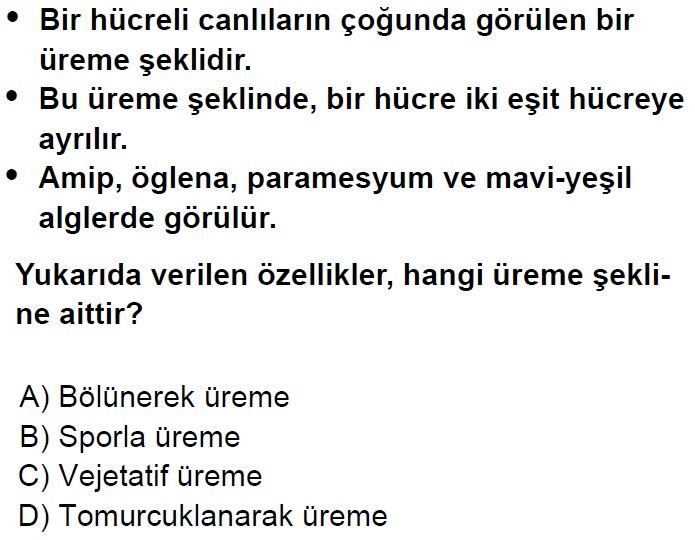 • Bir hücreli canlıların çoğunda görülen bir
üreme şeklidir.
• Bu üreme şeklinde, bir hücre iki eşit hücreye
ayrılır.
• Amip, öglena, paramesyum ve mavi-yeşil
alglerde görülür.
Yukarıda verilen özellikler, hangi üreme şekli-
ne aittir?
A) Bölünerek üreme
B) Sporla üreme
C) Vejetatif üreme
D) Tomurcuklanarak üreme